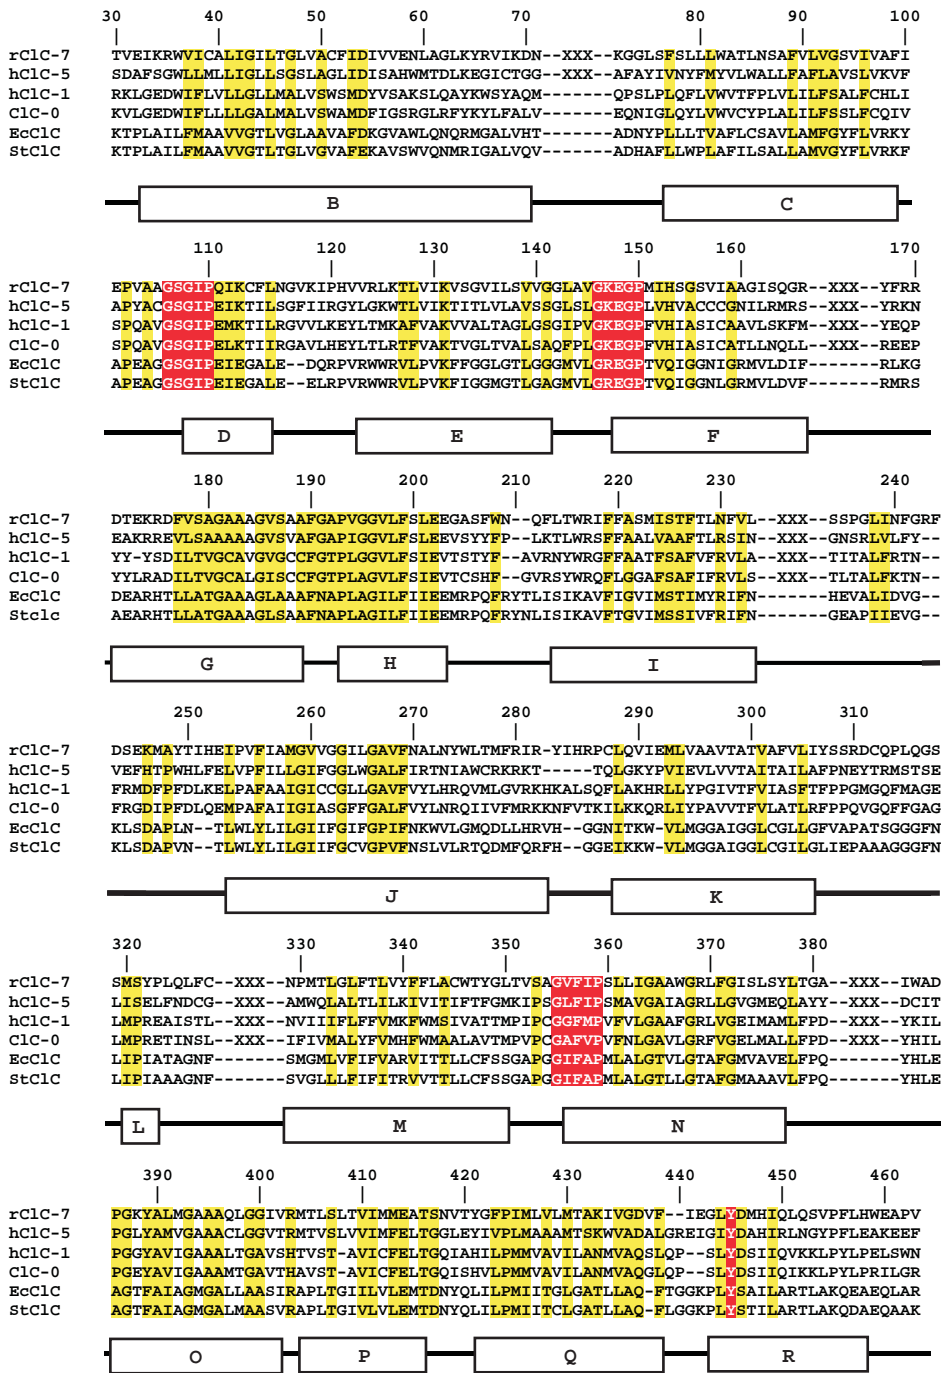 30 40 50 60 70 80 90 100
rClC-7 TVEIKRWVICALIGILTGLVACFIDIVVENLAGLKYRVIKDN---XXX-KGGLSFSLLLWATLNSAFVLVGSVIVAFI
hClC-5 SDAFSGWLLMLLIGLLSGSLAGLIDISAHWMTDLKEGICTGG---XXX-AFAYIVNYFMYVLWALLFAFLAVSLVKVF
hClC-1 RKLGEDWIFLVLLGLLMALVSWSMDYVSAKSLQAYKWSYAQM---XXX-QPSLPLQFLVWVTFPLVLILFSALFCHLI
ClC-0 KVLGEDWIFLLLLGALMALVSWAMDFIGSRGLRFYKYLFALV---XXX-EQNIGLQYLVWVCYPLALILFSSLFCQIV
EcClC KTPLAILFMAAVVGTLVGLAAVAFDKGVAWLQNQRMGALVHT-------ADNYPLLLTVAFLCSAVLAMFGYFLVRKY
StClC KTPLAILFMAAVVGTLTGLVGVAFEKAVSWVQNMRIGALVQV-------ADHAFLLWPLAFILSALLAMVGYFLVRKF
B C
110 120 130 140 150 160 170
rClC-7 EPVAAGSGIPQIKCFLNGVKIPHVVRLKTLVIKVSGVILSVVGGLAVGKEGPMIHSGSVIAAGISQGRS--XXX--YFRR
hClC-5 APYACGSGIPEIKTILSGFIIRGYLGKWTLVIKTITLVLAVSSGLSLGKEGPLVHVACCCGNILRMRS--XXX--YRKN
hClC-1 SPQAVGSGIPEMKTILRGVVLKEYLTMKAFVAKVVALTAGLGSGIPVGKEGPFVHIASICAAVLSKFM--XXX--YEQP
ClC-0 SPQAVGSGIPELKTIIRGAVLHEYLTLRTFVAKTVGLTVALSAQFPLGKEGPFVHIASICATLLNQLL--XXX--REEP
EcClC APEAGGSGIPEIEGALE--DQRPVRWWRVLPVKFFGGLGTLGGGMVLGREGPTVQIGGNIGRMVLDIF-------RLKG
StClC APEAGGSGIPEIEGALE--ELRPVRWWRVLPVKFIGGMGTLGAGMVLGREGPTVQIGGNLGRMVLDVF-------RMRS
D E F
180 190 200 210 220 230 240
rClC-7 DTEKRDFVSAGAAAGVSAAFGAPVGGVLFSLEEGASFWN--QFLTWRIFFASMISTFTLNFVL---XXX--SSPGLINFGRF
hClC-5 EAKRREVLSAAAAAGVSVAFGAPIGGVLFSLEEVSYYFP--LKTLWRSFFAALVAAFTLRSIN---XXX--GNSRLVLFY-
hClC-1 YY-YSDILTVGCAVGVGCCFGTPLGGVLFSIEVTSTYF--AVRNYWRGFFAATFSAFVFRVLA---XXX--TITALFRTN-
ClC-0 YYLRADILTVGCALGISCCFGTPLAGVLFSIEVTCSHF--GVRSYWRQFLGGAFSAFIFRVLS---XXX--TLTALFKTN-
EcClC DEARHTLLATGAAAGLAAAFNAPLAGILFIIEEMRPQFRYTLISIKAVFIGVIMSTIMYRIFN--------HEVALIDVG-
Stclc AEARHTLLATGAAAGLSAAFNAPLAGILFIIEEMRPQFRYNLISIKAVFTGVIMSSIVFRIFN--------GEAPIIEVG-
G H I
250 260 270 280 290 300 310
rClC-7 DSEKMAYTIHEIPVFIAMGVVGGILGAVFNALNYWLTMFRIR-YIHRPCLQVIEMLVAAVTATVAFVLIYSSRDCQPLQGS
hClC-5 VEFHTPWHLFELVPFILLGIFGGLWGALFIRTNIAWCRKRKT-----TQLGKYPVIEVLVVTAITAILAFPNEYTRMSTSE
hClC-1 FRMDFPFDLKELPAFAAIGICCGLLGAVFVYLHRQVMLGVRKHKALSQFLAKHRLLYPGIVTFVIASFTFPPGMGQFMAGE
ClC-0 FRGDIPFDLQEMPAFAIIGIASGFFGALFVYLNRQIIVFMRKKNFVTKILKKQRLIYPAVVTFVLATLRFPPGVGQFFGAG
EcClC KLSDAPLN--TLWLYLILGIIFGIFGPIFNKWVLGMQDLLHRVH--GGNITKW-VLMGGAIGGLCGLLGFVAPATSGGGFN
StClC KLSDAPVN--TLWLYLILGIIFGCVGPVFNSLVLRTQDMFQRFH--GGEIKKW-VLMGGAIGGLCGILGLIEPAAAGGGFN
J K
320 330 340 350 360 370 380
rClC-7 SMSYPLQLFC--XXX--NPMTLGLFTLVYFFLACWTYGLTVSAGVFIPSLLIGAAWGRLFGISLSYLTGA--XXX--IWAD
hClC-5 LISELFNDCG--XXX--AMWQLALTLILKIVITIFTFGMKIPSGLFIPSMAVGAIAGRLLGVGMEQLAYY--XXX--DCIT
hClC-1 LMPREAISTL--XXX--NVIIIFLFFVMKFWMSIVATTMPIPCGGFMPVFVLGAAFGRLVGEIMAMLFPD--XXX--YKIL
ClC-0 LMPRETINSL--XXX--IFIVMALYFVMHFWMAALAVTMPVPCGAFVPVFNLGAVLGRFVGELMALLFPD--XXX--YHIL
EcClC LIPIATAGNF-------SMGMLVFIFVARVITTLLCFSSGAPGGIFAPMLALGTVLGTAFGMVAVELFPQ-------YHLE
StClC LIPIAAAGNF-------SVGLLLFIFITRVVTTLLCFSSGAPGGIFAPMLALGTLLGTAFGMAAAVLFPQ-------YHLE
L M N
390 400 410 420 430 440 450 460
rClC-7 PGKYALMGAAAQLGGIVRMTLSLTVIMMEATSNVTYGFPIMLVLMTAKIVGDVF--IEGLYDMHIQLQSVPFLHWEAPV
hClC-5 PGLYAMVGAAACLGGVTRMTVSLVVIMFELTGGLEYIVPLMAAAMTSKWVADALGREGIYDAHIRLNGYPFLEAKEEF
hClC-1 PGGYAVIGAAALTGAVSHTVST-AVICFELTGQIAHILPMMVAVILANMVAQSLQP--SLYDSIIQVKKLPYLPELSWN
ClC-0 PGEYAVIGAAAMTGAVTHAVST-AVICFELTGQISHVLPMMVAVILANMVAQGLQP--SLYDSIIQIKKLPYLPRILGR
EcClC AGTFAIAGMGALLAASIRAPLTGIILVLEMTDNYQLILPMIITGLGATLLAQ-FTGGKPLYSAILARTLAKQEAEQLAR
StClC AGTFAIAGMGALMAASVRAPLTGIVLVLEMTDNYQLILPMIITCLGATLLAQ-FLGGKPLYSTILARTLAKQDAEQAAK
O P Q R